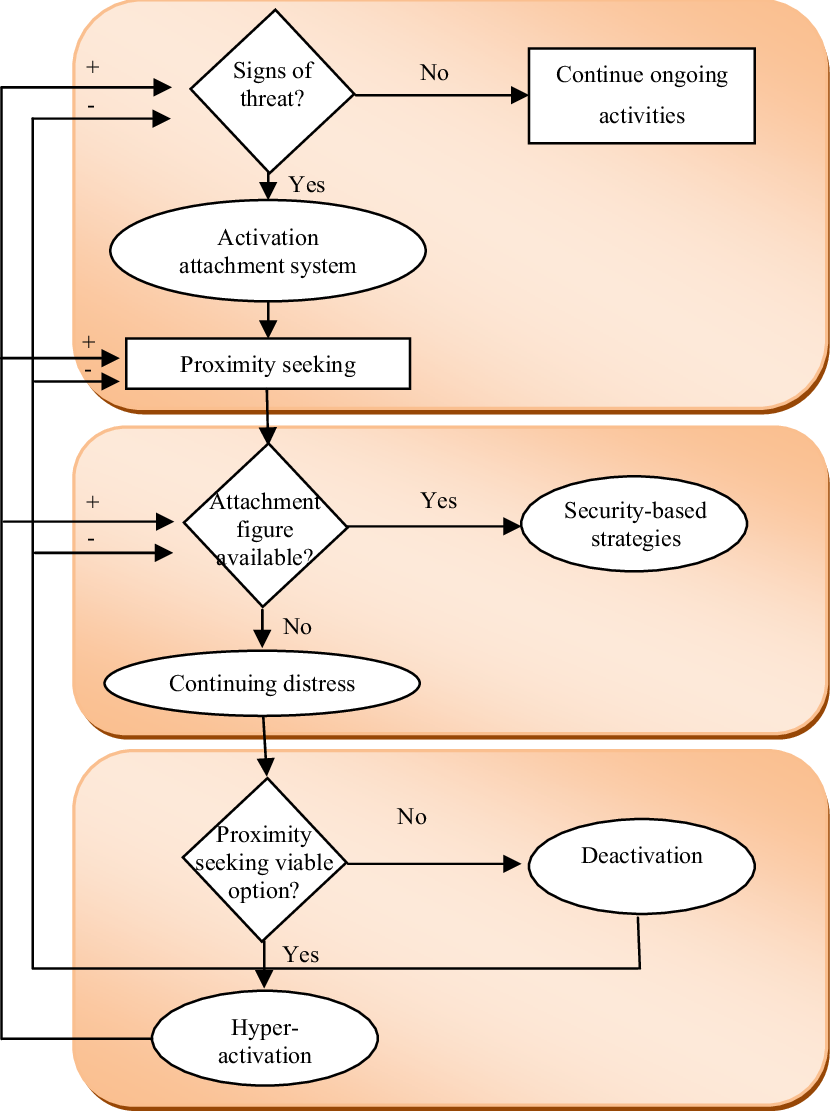 +
Signs of
threat?
No
Continue ongoing
activities
-
Yes
Activation
attachment system
+
-
Proximity seeking
+
-
Attachment
figure
available?
Yes
Security-based
strategies
No
Continuing distress
Proximity
seeking viable
option?
No
Deactivation
Yes
Hyper-
activation